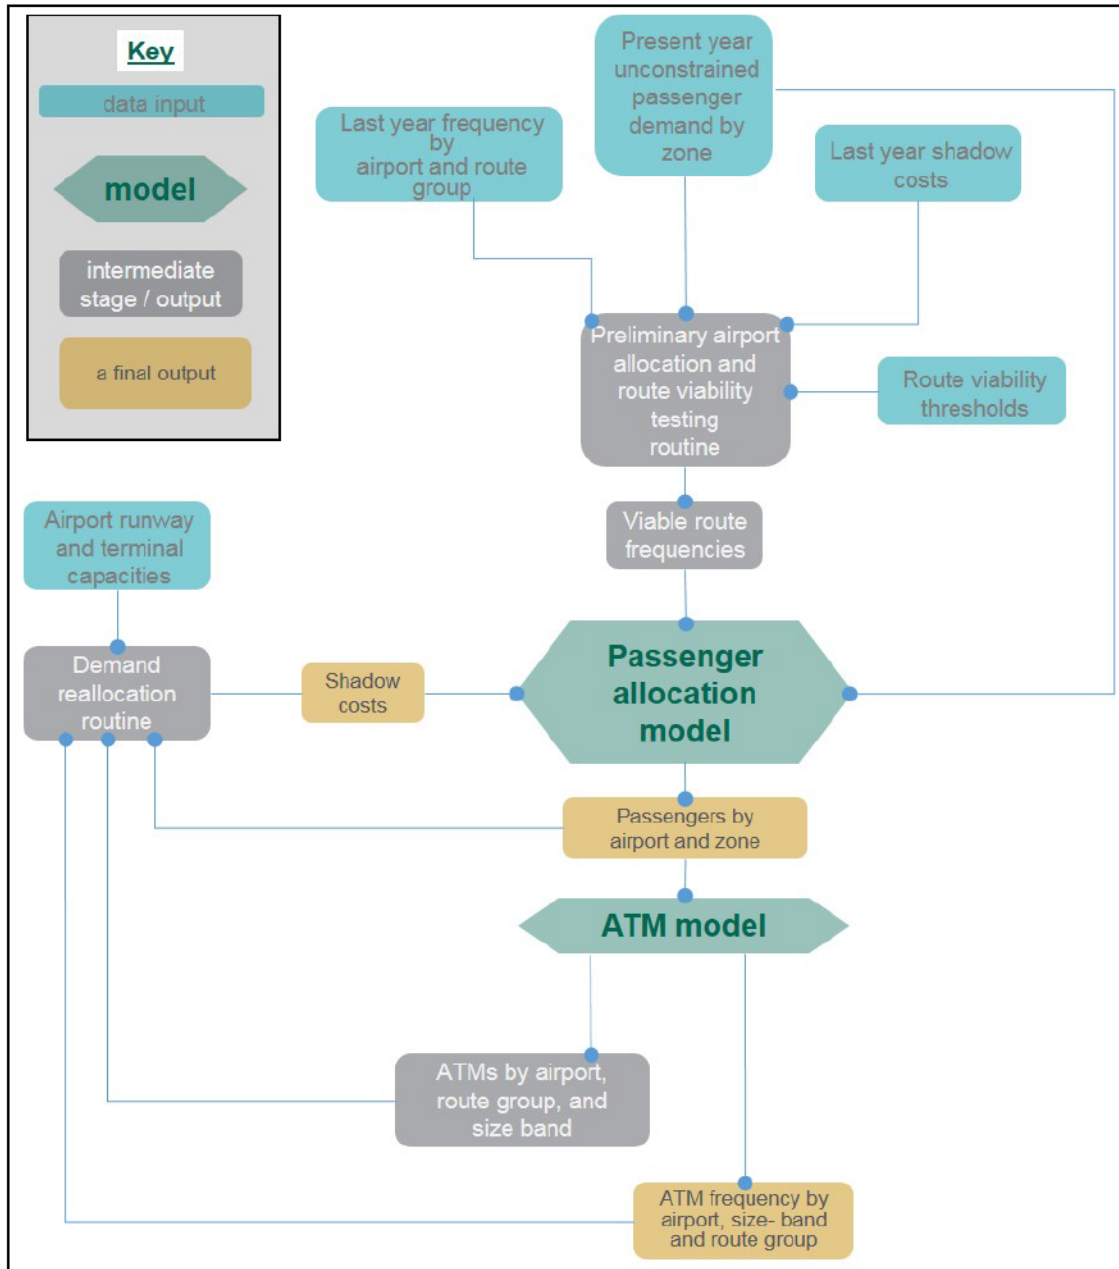 Key
data input
model
intermediate
stage / output
a final output
Present year
unconstrained
passenger
demand by
zone
Last year frequency
by
airport and route
group
Last year shadow
costs
Preliminary airport
allocation and
route viability
testing
routine
Route viability
thresholds
Viable route
frequencies
Airport runway
and terminal
capacities
Demand
reallocation
routine
Shadow
costs
Passenger
allocation
model
Passengers by
airport and zone
ATM model
ATMs by airport,
route group, and
size band
ATM frequency by
airport, size- band
and route group